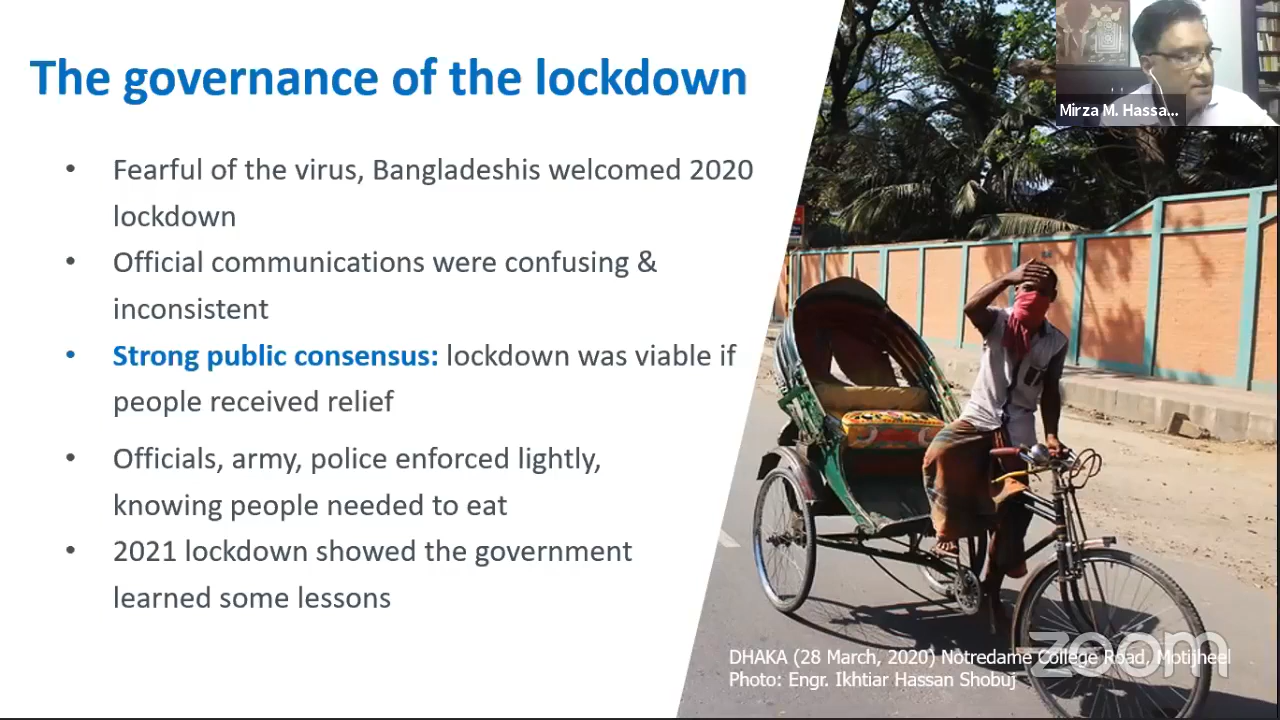 The governance of the lockdown
Mirza M. Hassa...
• Fearful of the virus, Bangladeshis welcomed 2020
lockdown
• Official communications were confusing &
inconsistent
• Strong public consensus: lockdown was viable if
people received relief
• Officials, army, police enforced lightly,
knowing people needed to eat
• 2021 lockdown showed the government
learned some lessons
DHAKA (28 March, 2020) Notredame College Road, Motijheel
Photo: Engr. Ikhtiar Hassan Shobuj
zoom